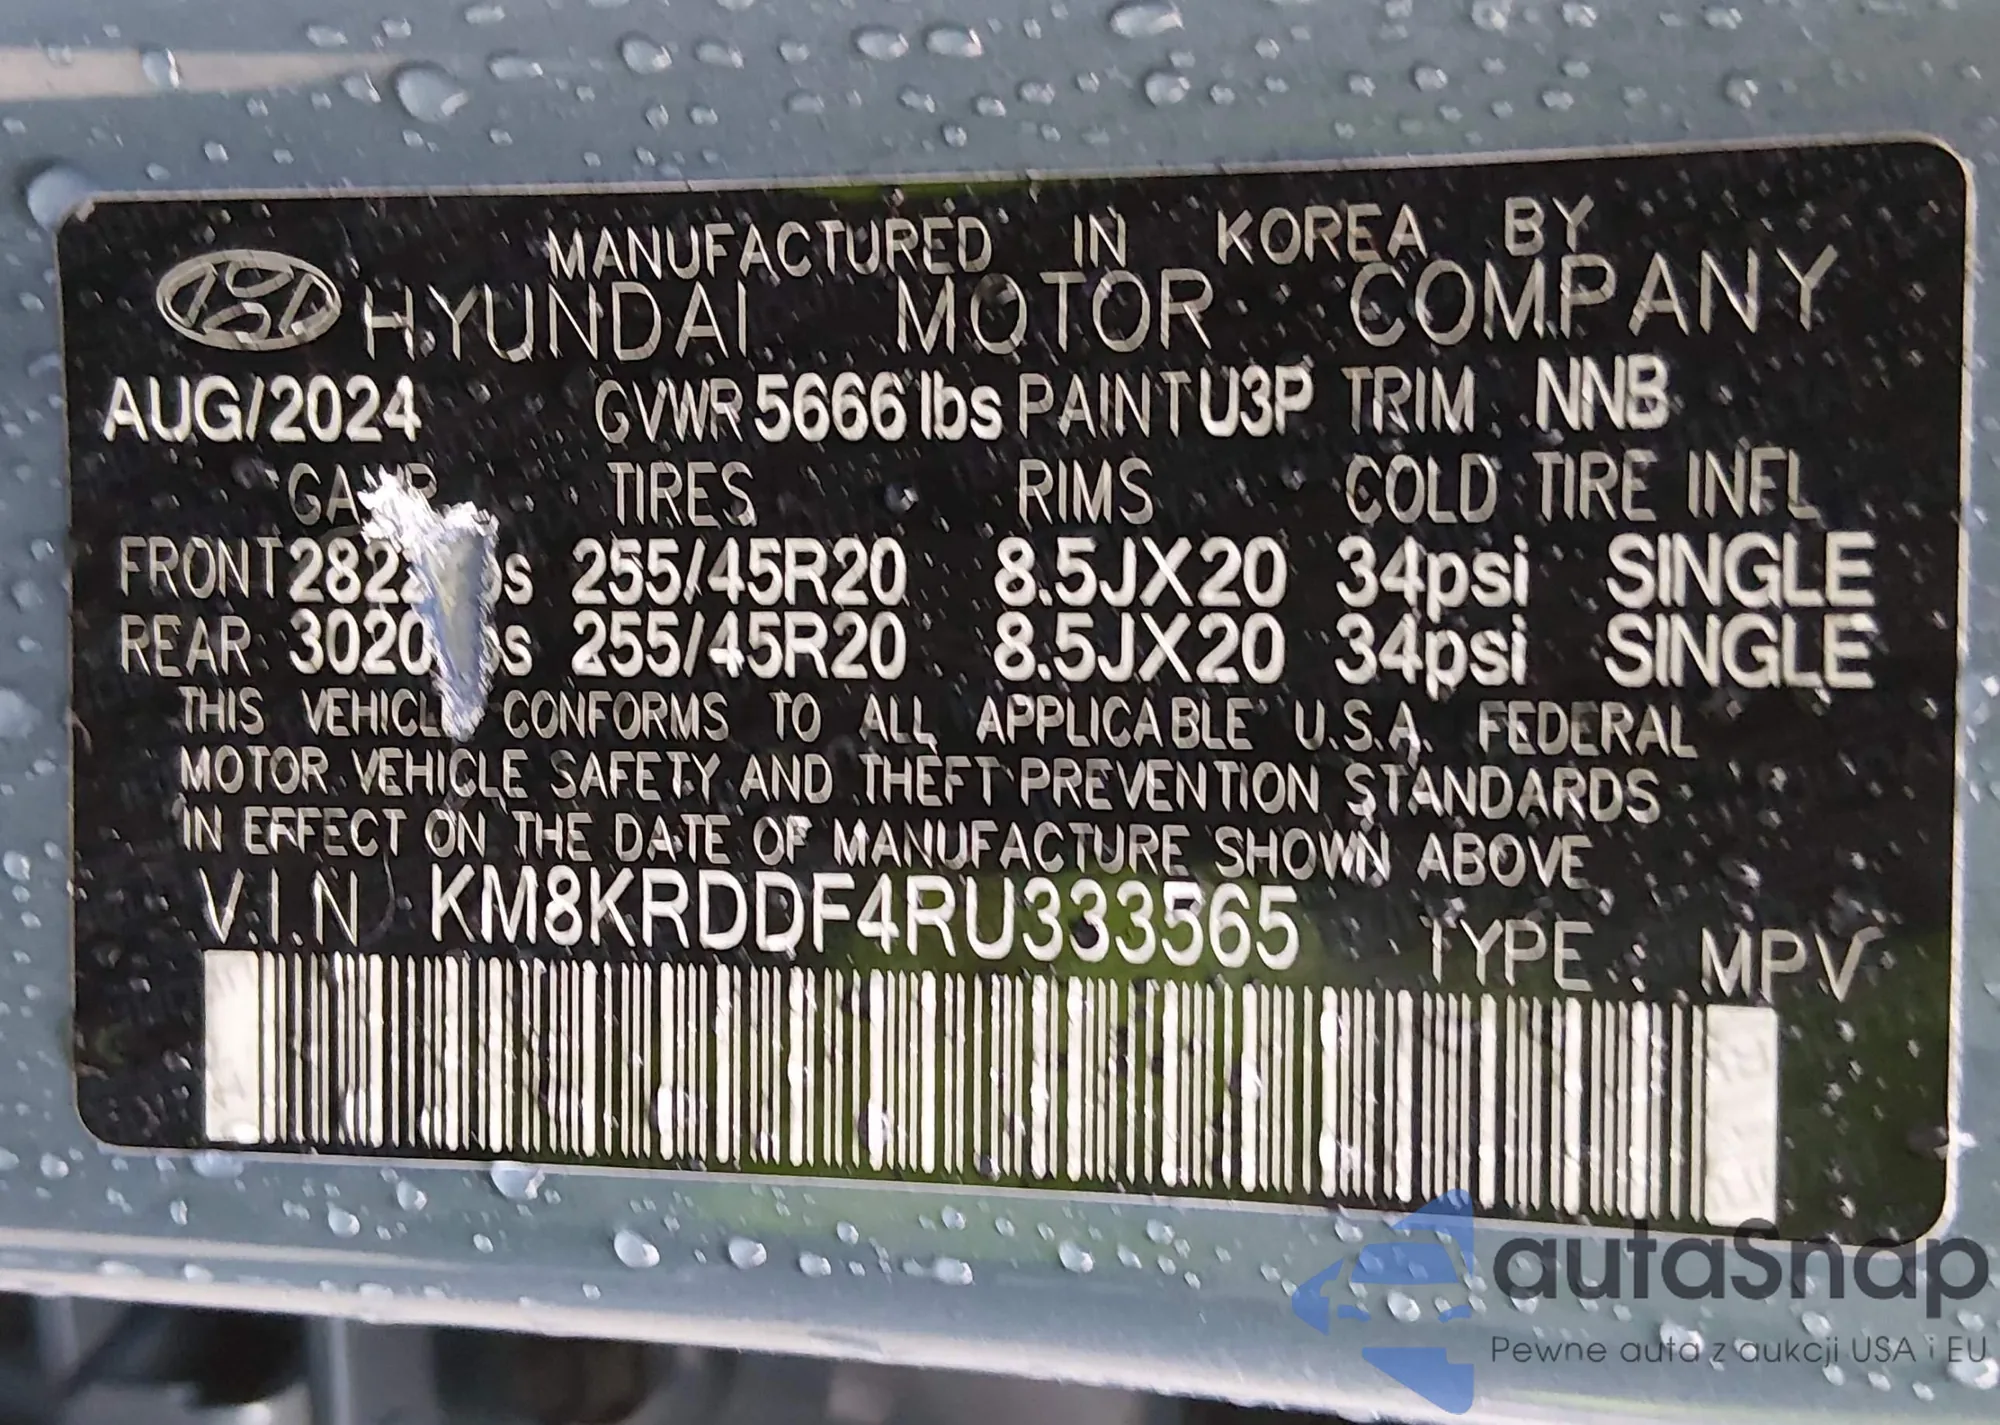 MANUFACTURED IN KOREA BY
HYUNDAI MOTOR COMPANY
AUG/2024 GVWR 5666 lbs PAINT U3P TRIM: NNB
TIRES RIMS COLD TIRE INFL
FRONT 255/45R20 8.5JX20 34psi SINGLE
REAR 255/45R20 8.5JX20 34psi SINGLE
THIS VEHICLE CONFORMS TO ALL APPLICABLE U.S.A. FEDERAL
MOTOR VEHICLE SAFETY AND THEFT PREVENTION STANDARDS
IN EFFECT ON THE DATE OF MANUFACTURE SHOWN ABOVE
V.I.N KM8KRDDF4RU333565 TYPE : MPV
autaSnap
Pewne auta z aukcji USA i EU